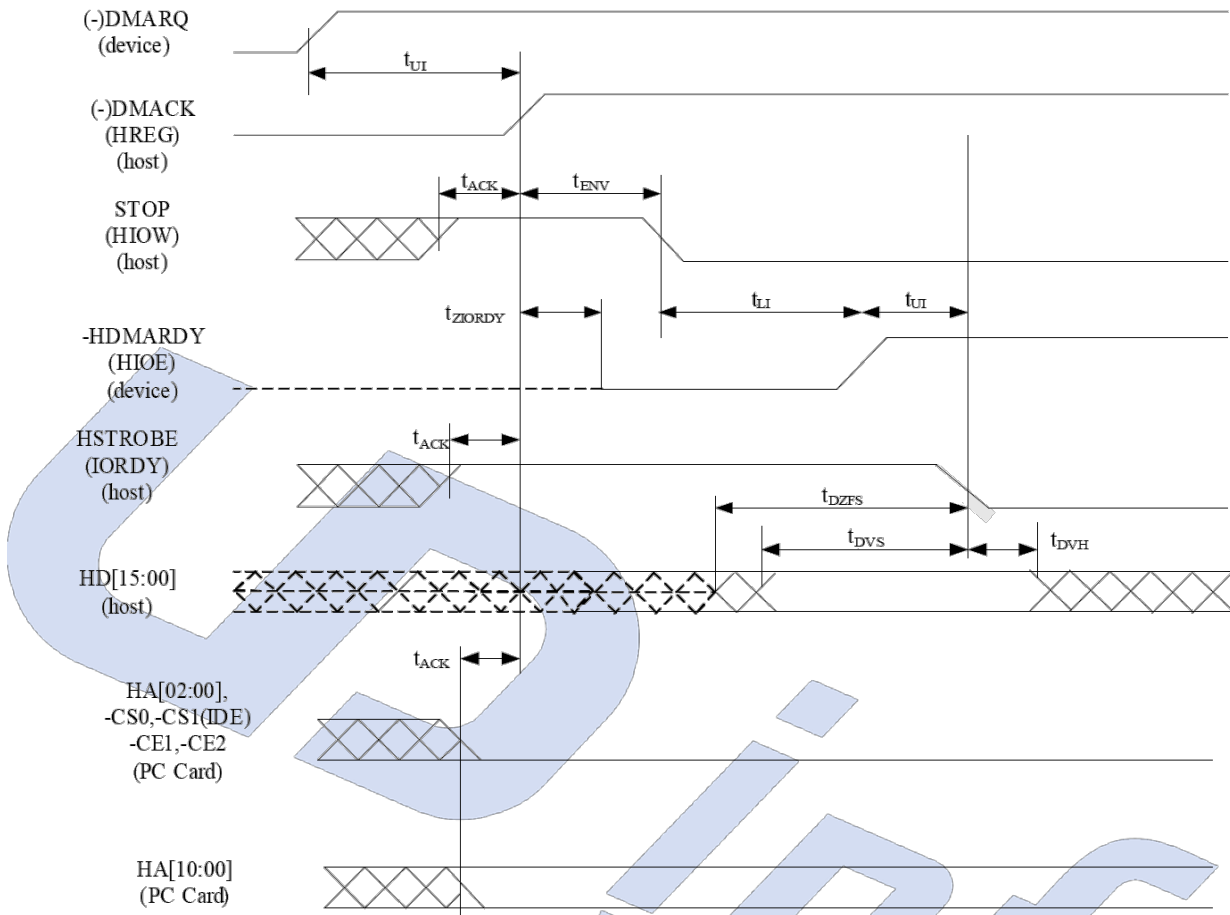 (-)DMARQ
(device)
tUI
(-)DMACK
(HREG)
(host)
tACK
tENV
STOP
(HIOW)
(host)
tZIORDY
tLI
tUI
-HDMARDY
(HIOE)
(device)
HSTROBE
(IORDY)
(host)
tACK
tDZFS
tDVS
tDVH
HD[15:00]
(host)
tACK
HA[02:00],
-CS0,-CS1(IDE)
-CE1,-CE2
(PC Card)
HA[10:00]
(PC Card)